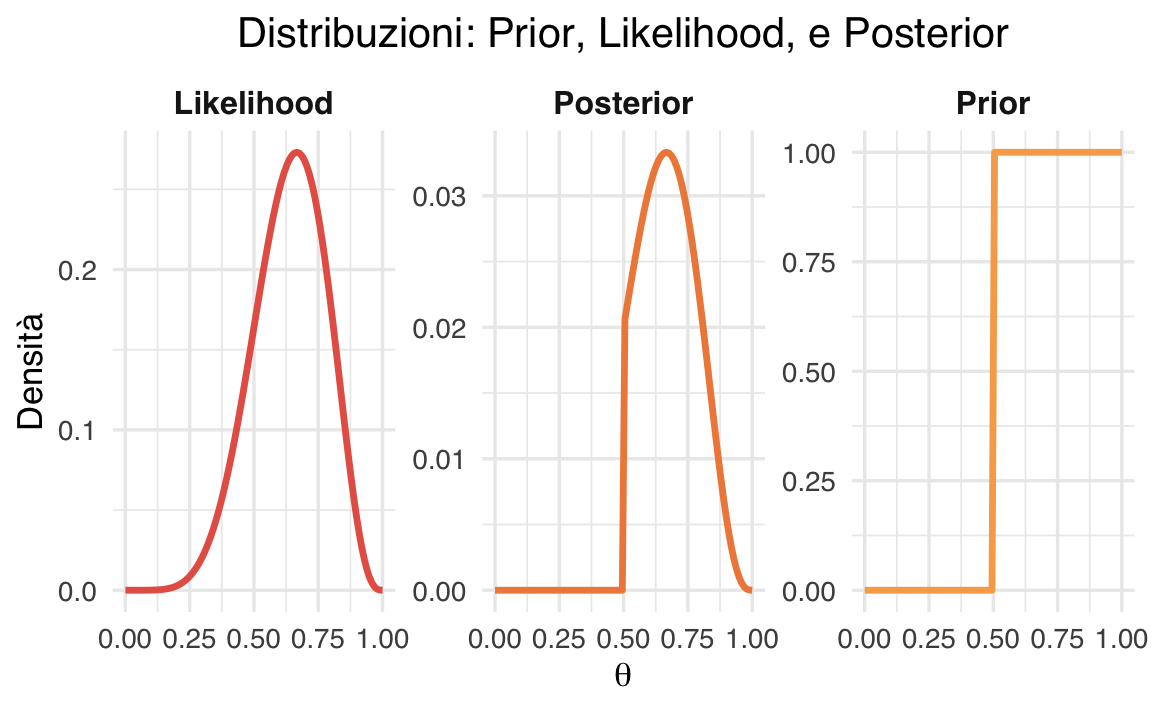 Distribuzioni: Prior, Likelihood, e Posterior
Likelihood
Posterior
Prior
Densità
0.2
0.1
0.0
0.00 0.25 0.50 0.75 1.00
0.03
0.02
0.01
0.00
0.00 0.25 0.50 0.75 1.00
1.00
0.75
0.50
0.25
0.00
0.00 0.25 0.50 0.75 1.00
θ